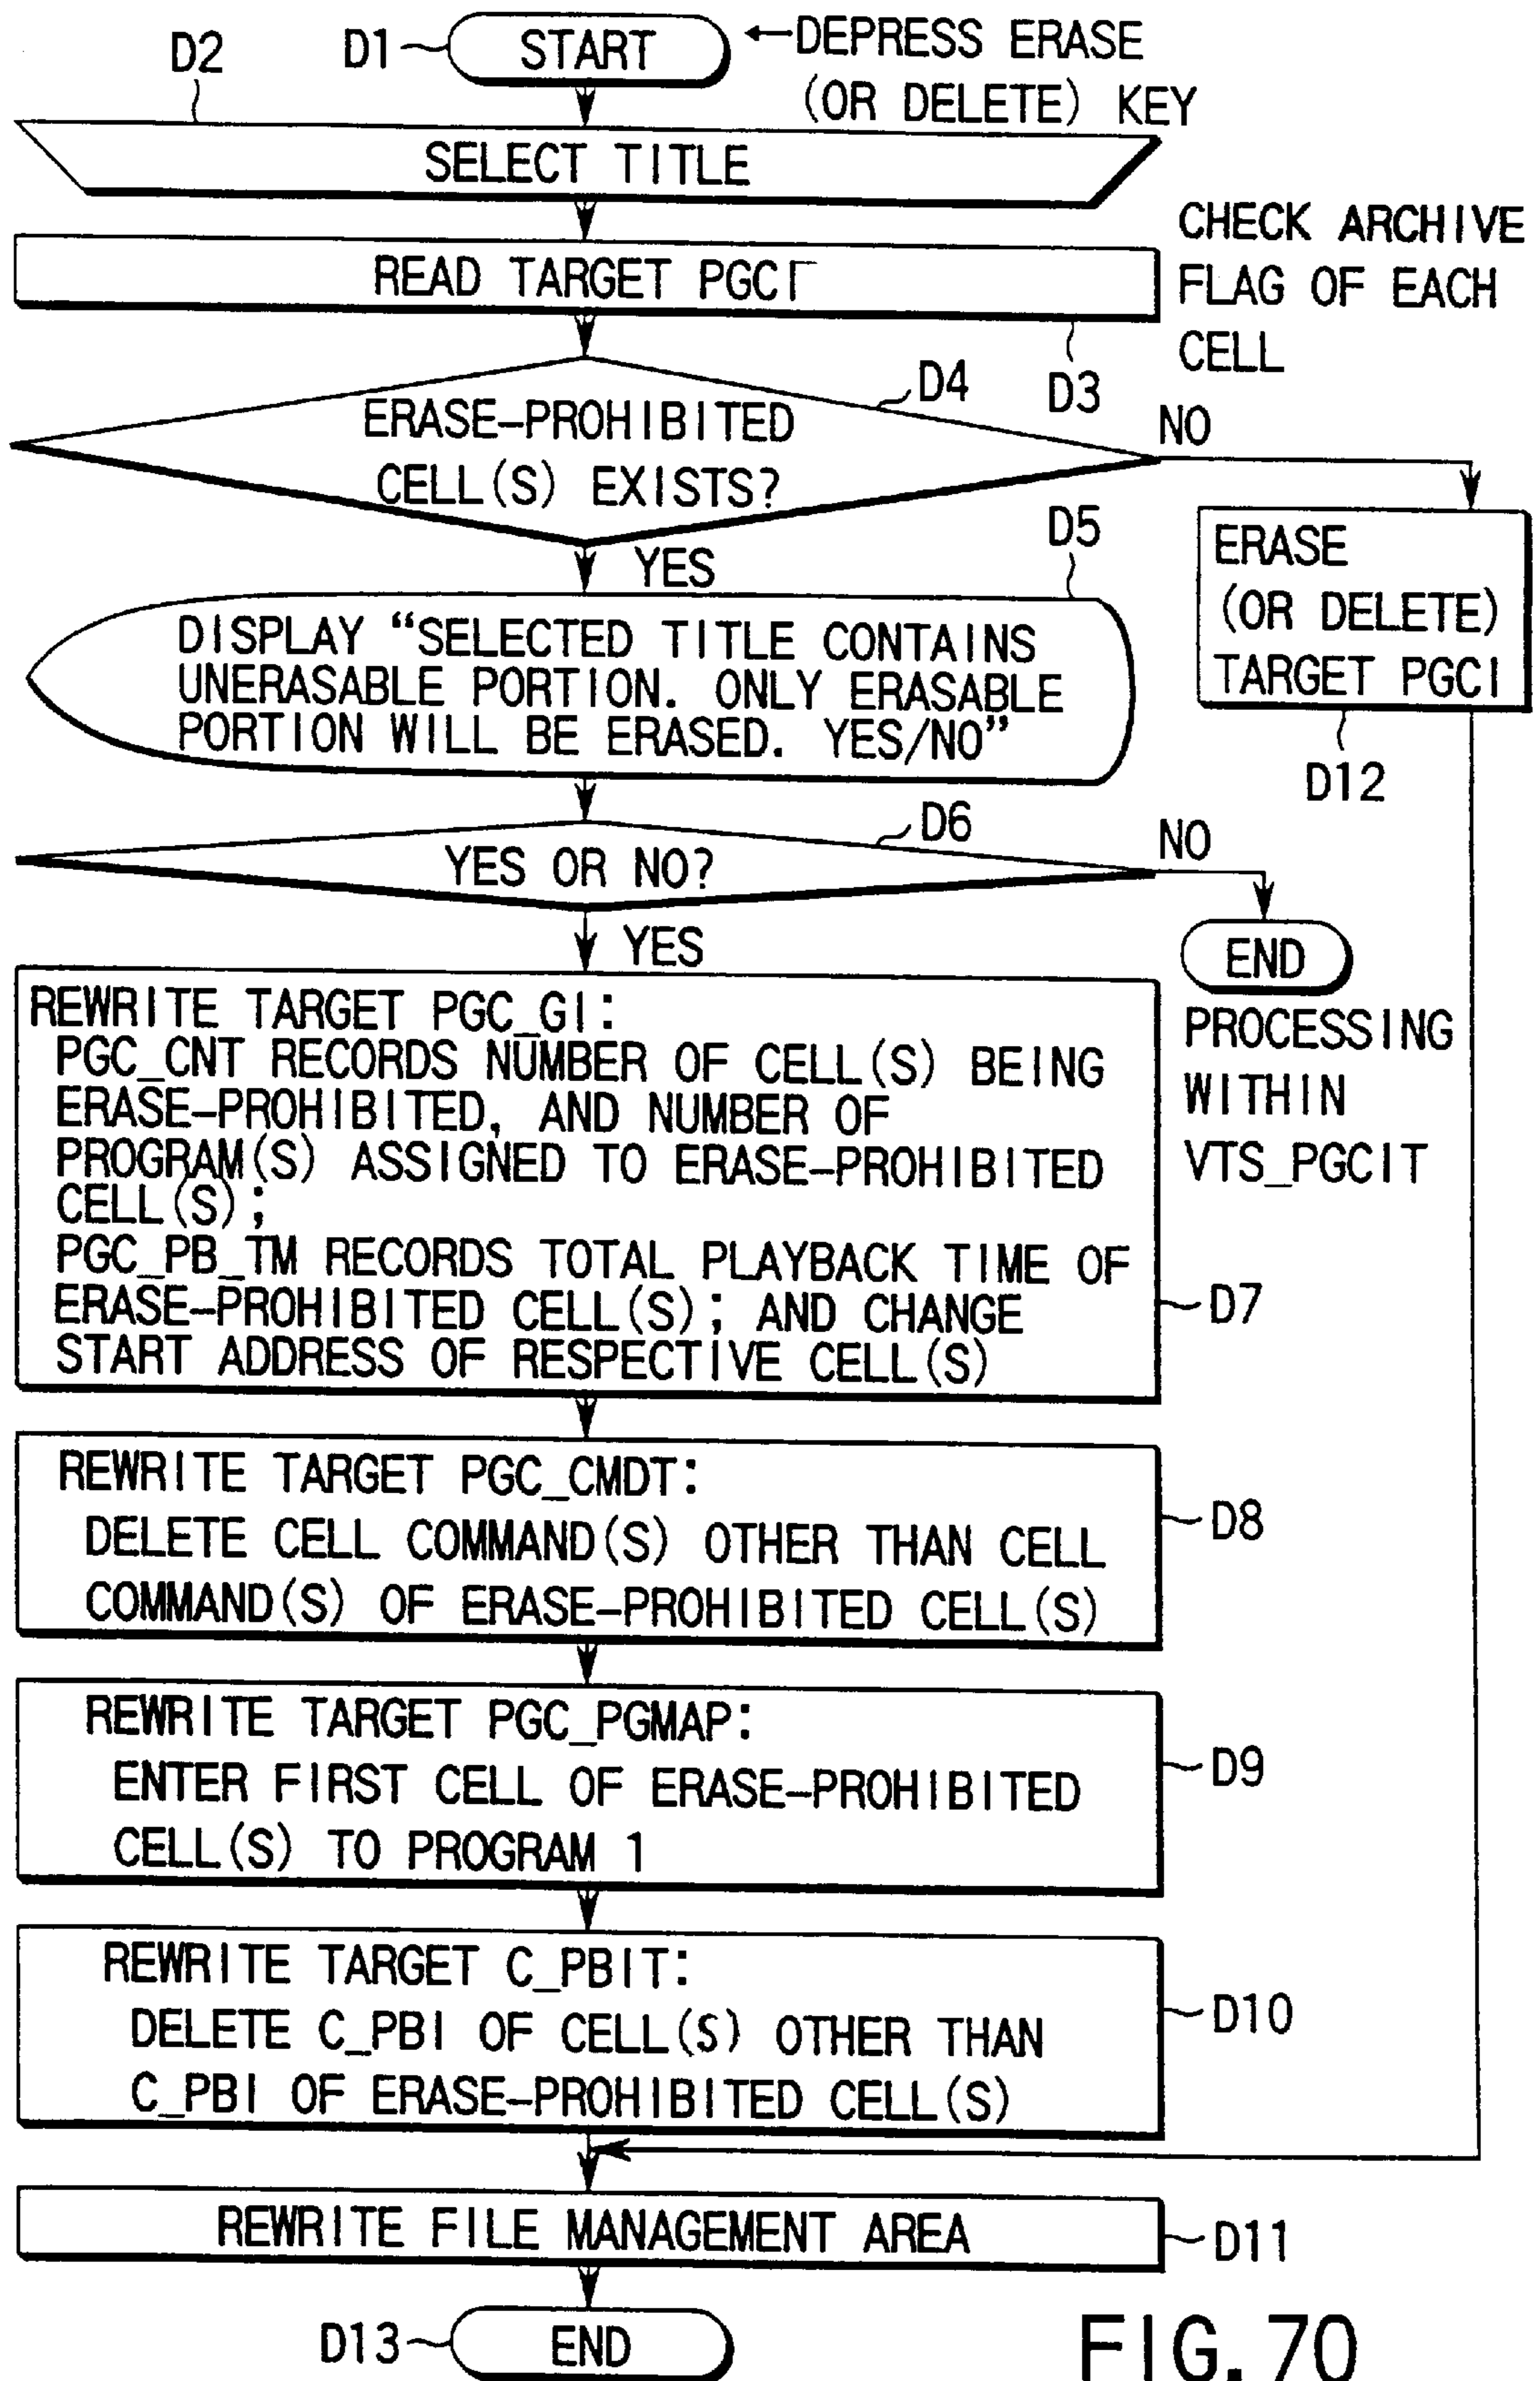 D2
D1
START
←DEPRESS ERASE
(OR DELETE) KEY
SELECT TITLE
READ TARGET PGCI
CHECK ARCHIVE
FLAG OF EACH
CELL
D3
D4
ERASE-PROHIBITED
CELL(S) EXISTS?
NO
YES
D5
DISPLAY "SELECTED TITLE CONTAINS
UNERASABLE PORTION. ONLY ERASABLE
PORTION WILL BE ERASED. YES/NO"
ERASE
(OR DELETE)
TARGET PGCI
D12
D6
YES OR NO?
NO
YES
END
PROCESSING
WITHIN
VTS_PGCIT
REWRITE TARGET PGC_GI:
PGC_CNT RECORDS NUMBER OF CELL(S) BEING
ERASE-PROHIBITED, AND NUMBER OF
PROGRAM(S) ASSIGNED TO ERASE-PROHIBITED
CELL(S);
PGC_PB_TM RECORDS TOTAL PLAYBACK TIME OF
ERASE-PROHIBITED CELL(S); AND CHANGE
START ADDRESS OF RESPECTIVE CELL(S)
D7
REWRITE TARGET PGC_CMDT:
DELETE CELL COMMAND(S) OTHER THAN CELL
COMMAND(S) OF ERASE-PROHIBITED CELL(S)
D8
REWRITE TARGET PGC_PGMAP:
ENTER FIRST CELL OF ERASE-PROHIBITED
CELL(S) TO PROGRAM 1
D9
REWRITE TARGET C_PBIT:
DELETE C_PBI OF CELL(S) OTHER THAN
C_PBI OF ERASE-PROHIBITED CELL(S)
D10
REWRITE FILE MANAGEMENT AREA
D11
D13
END
FIG. 70